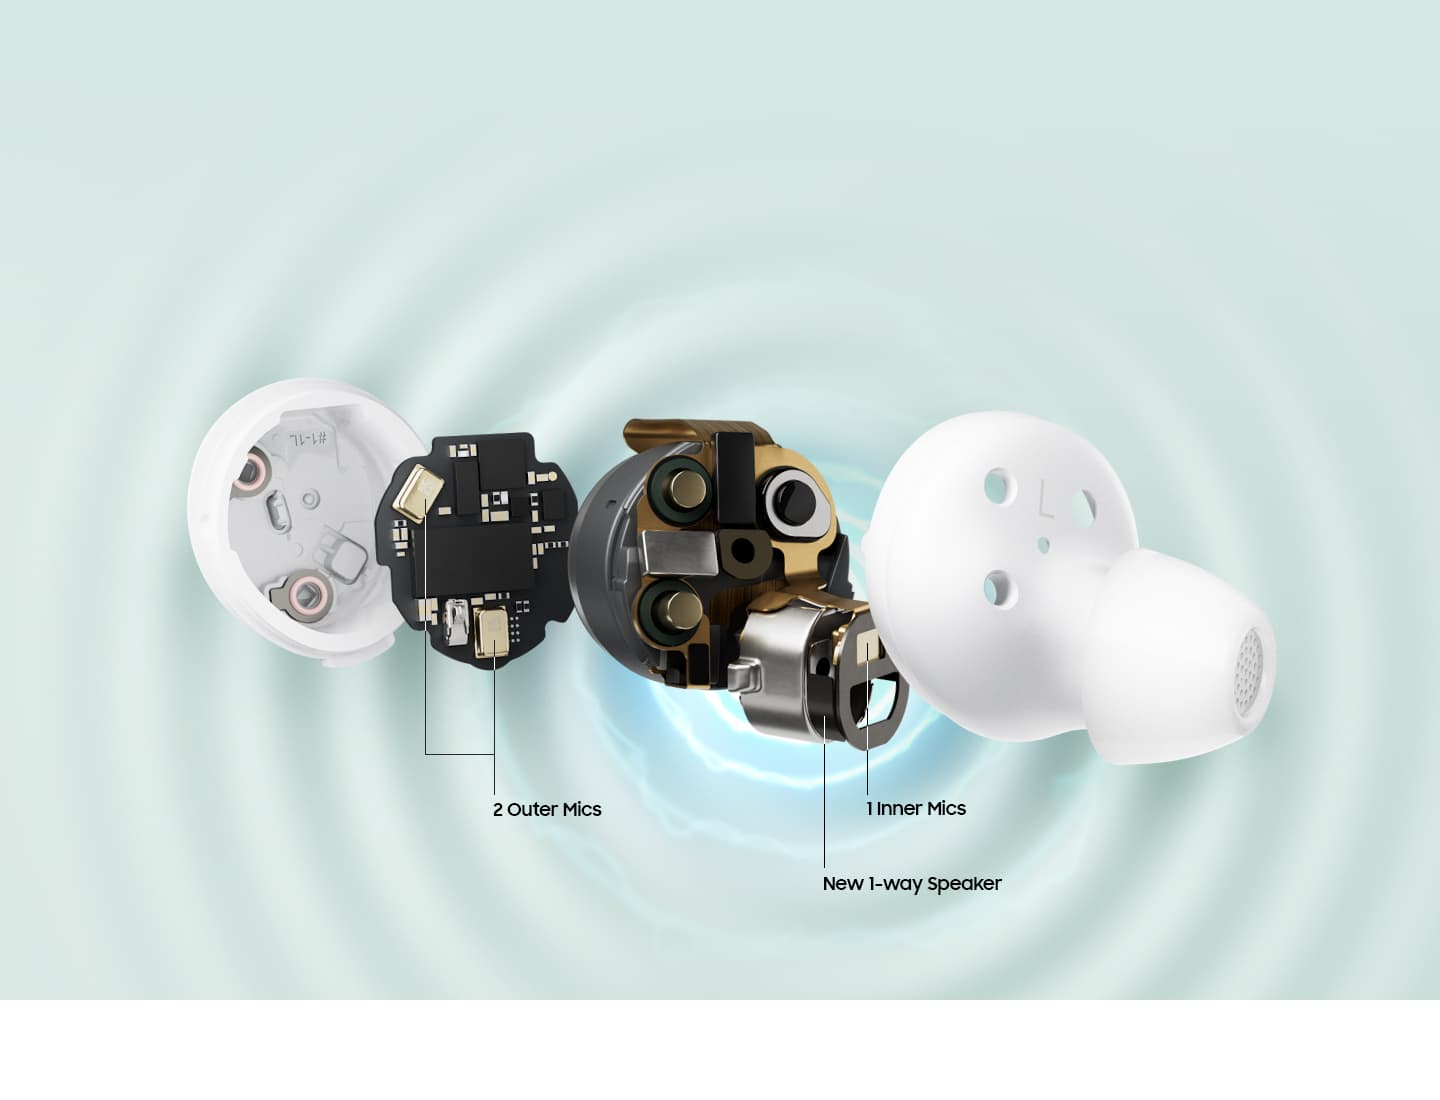 #1-1L
L
2 Outer Mics
1 Inner Mics
New 1-way Speaker